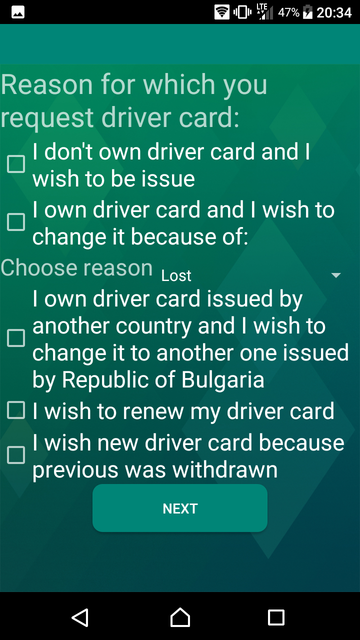 LTE 47% 20:34
Reason for which you
request driver card:
I don't own driver card and I
wish to be issue
I own driver card and I wish to
change it because of:
Choose reason Lost
I own driver card issued by
another country and I wish to
change it to another one issued
by Republic of Bulgaria
I wish to renew my driver card
I wish new driver card because
previous was withdrawn
NEXT